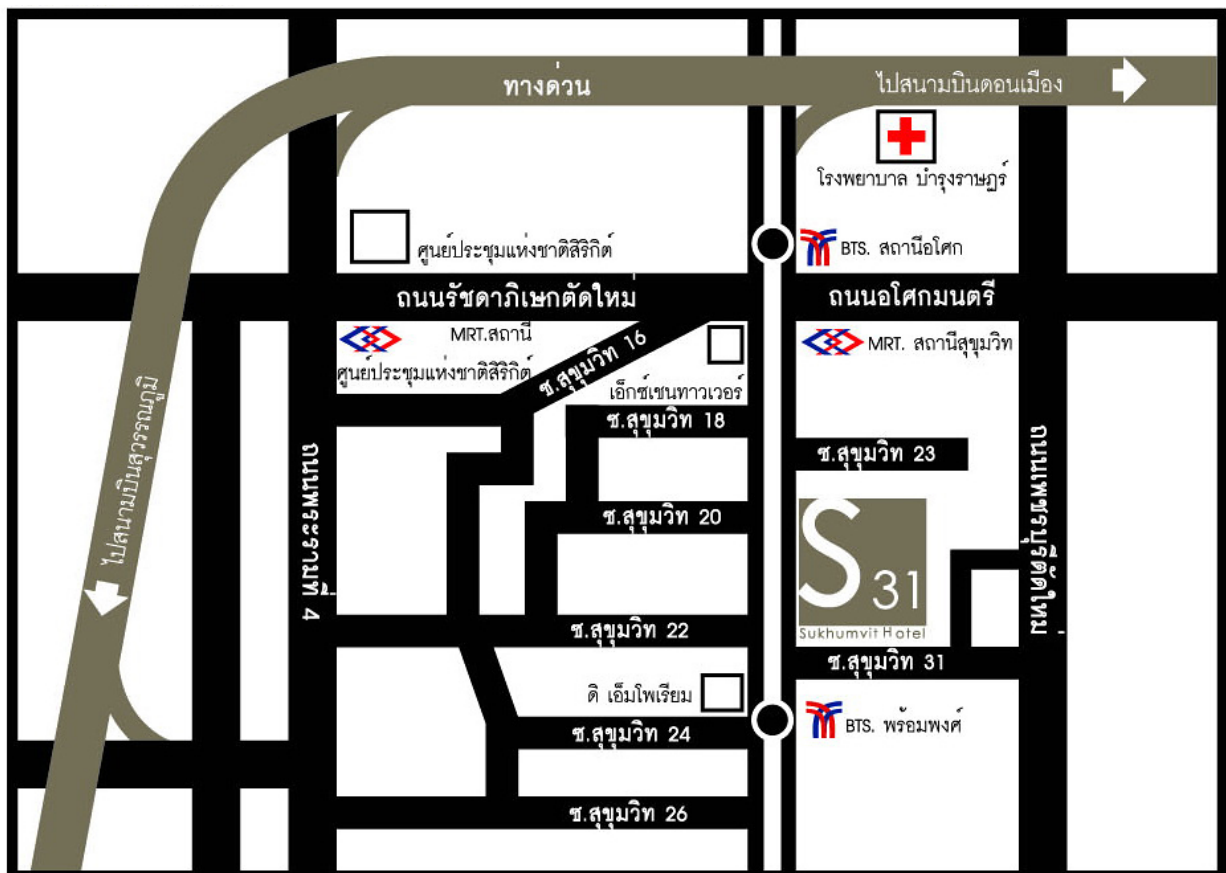 ทางด่วน
ไปสนามบินดอนเมือง
โรงพยาบาล บำรุงราษฎร์
ศูนย์ประชุมแห่งชาติสิริกิต์
BTS. สถานีอโศก
ถนนรัชดาภิเษกตัดใหม่
ถนนอโศกมนตรี
MRT.สถานี
ศูนย์ประชุมแห่งชาติสิริกิต์
ซ.สุขุมวิท 16
เอ็กซ์เชนทาวเวอร์
MRT. สถานีสุขุมวิท
ไปสนามบินสุวรรณภูมิ
ถนนพระรามที่ 4
ซ.สุขุมวิท 18
ซ.สุขุมวิท 23
ถนนเพชรบุรีตัดใหม่
ซ.สุขุมวิท 20
S31
Sukhumvit Hotel
ซ.สุขุมวิท 22
ซ.สุขุมวิท 31
ดิ เอ็มโพเรียม
BTS. พร้อมพงศ์
ซ.สุขุมวิท 24
ซ.สุขุมวิท 26